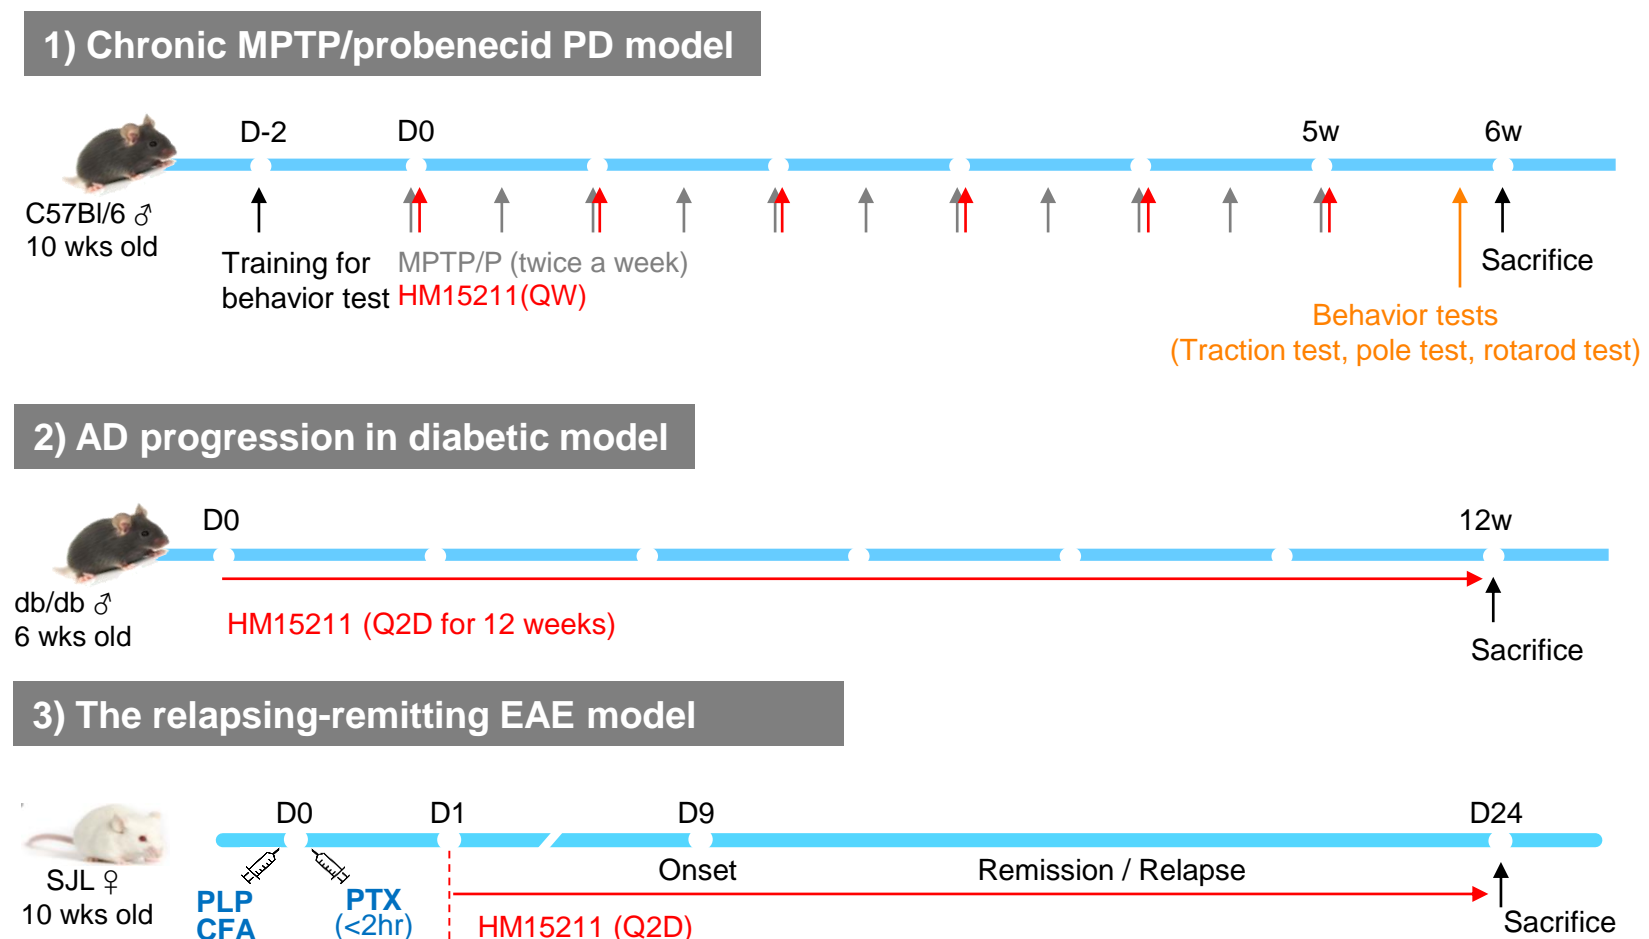 1) Chronic MPTP/probenecid PD model
D-2
D0
5w
6w
C57Bl/6 ♂
10 wks old
Training for
behavior test
MPTP/P (twice a week)
HM15211(QW)
Sacrifice
Behavior tests
(Traction test, pole test, rotarod test)
2) AD progression in diabetic model
D0
12w
db/db ♂
6 wks old
HM15211 (Q2D for 12 weeks)
Sacrifice
3) The relapsing-remitting EAE model
D0
D1
D9
D24
Onset
Remission / Relapse
SJL ♀
10 wks old
PLP
CFA
PTX
(<2hr)
HM15211 (Q2D)
Sacrifice